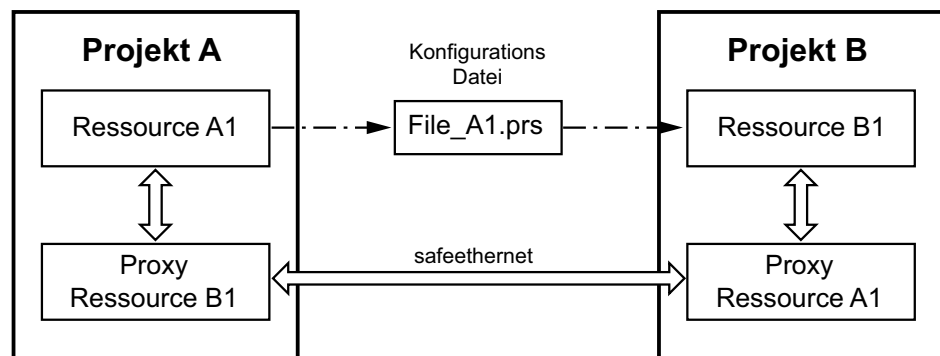 Projekt A
Konfigurations
Datei
Projekt B
Ressource A1
File_A1.prs
Ressource B1
Proxy
Ressource B1
safeethernet
Proxy
Ressource A1